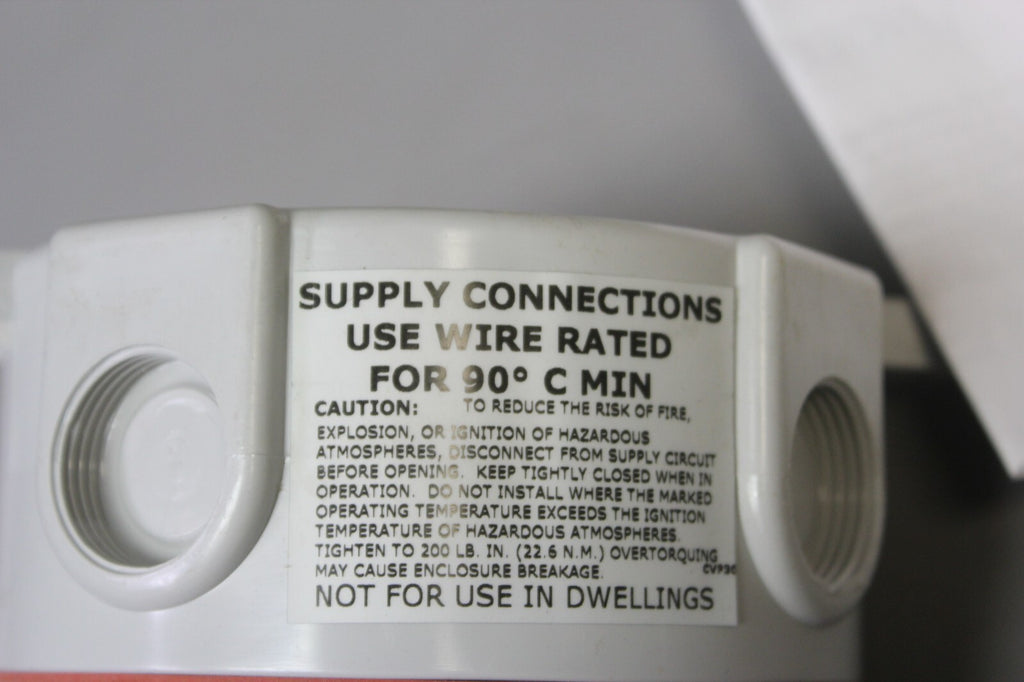 SUPPLY CONNECTIONS
USE WIRE RATED
FOR 90° C MIN
CAUTION: TO REDUCE THE RISK OF FIRE,
EXPLOSION, OR IGNITION OF HAZARDOUS
ATMOSPHERES, DISCONNECT FROM SUPPLY CIRCUIT
BEFORE OPENING. KEEP TIGHTLY CLOSED WHEN IN
OPERATION. DO NOT INSTALL WHERE THE MARKED
OPERATING TEMPERATURE EXCEEDS THE IGNITION
TEMPERATURE OF HAZARDOUS ATMOSPHERES.
TIGHTEN TO 200 LB. IN. (22.6 N.M.) OVERTORQUING
MAY CAUSE ENCLOSURE BREAKAGE.
NOT FOR USE IN DWELLINGS